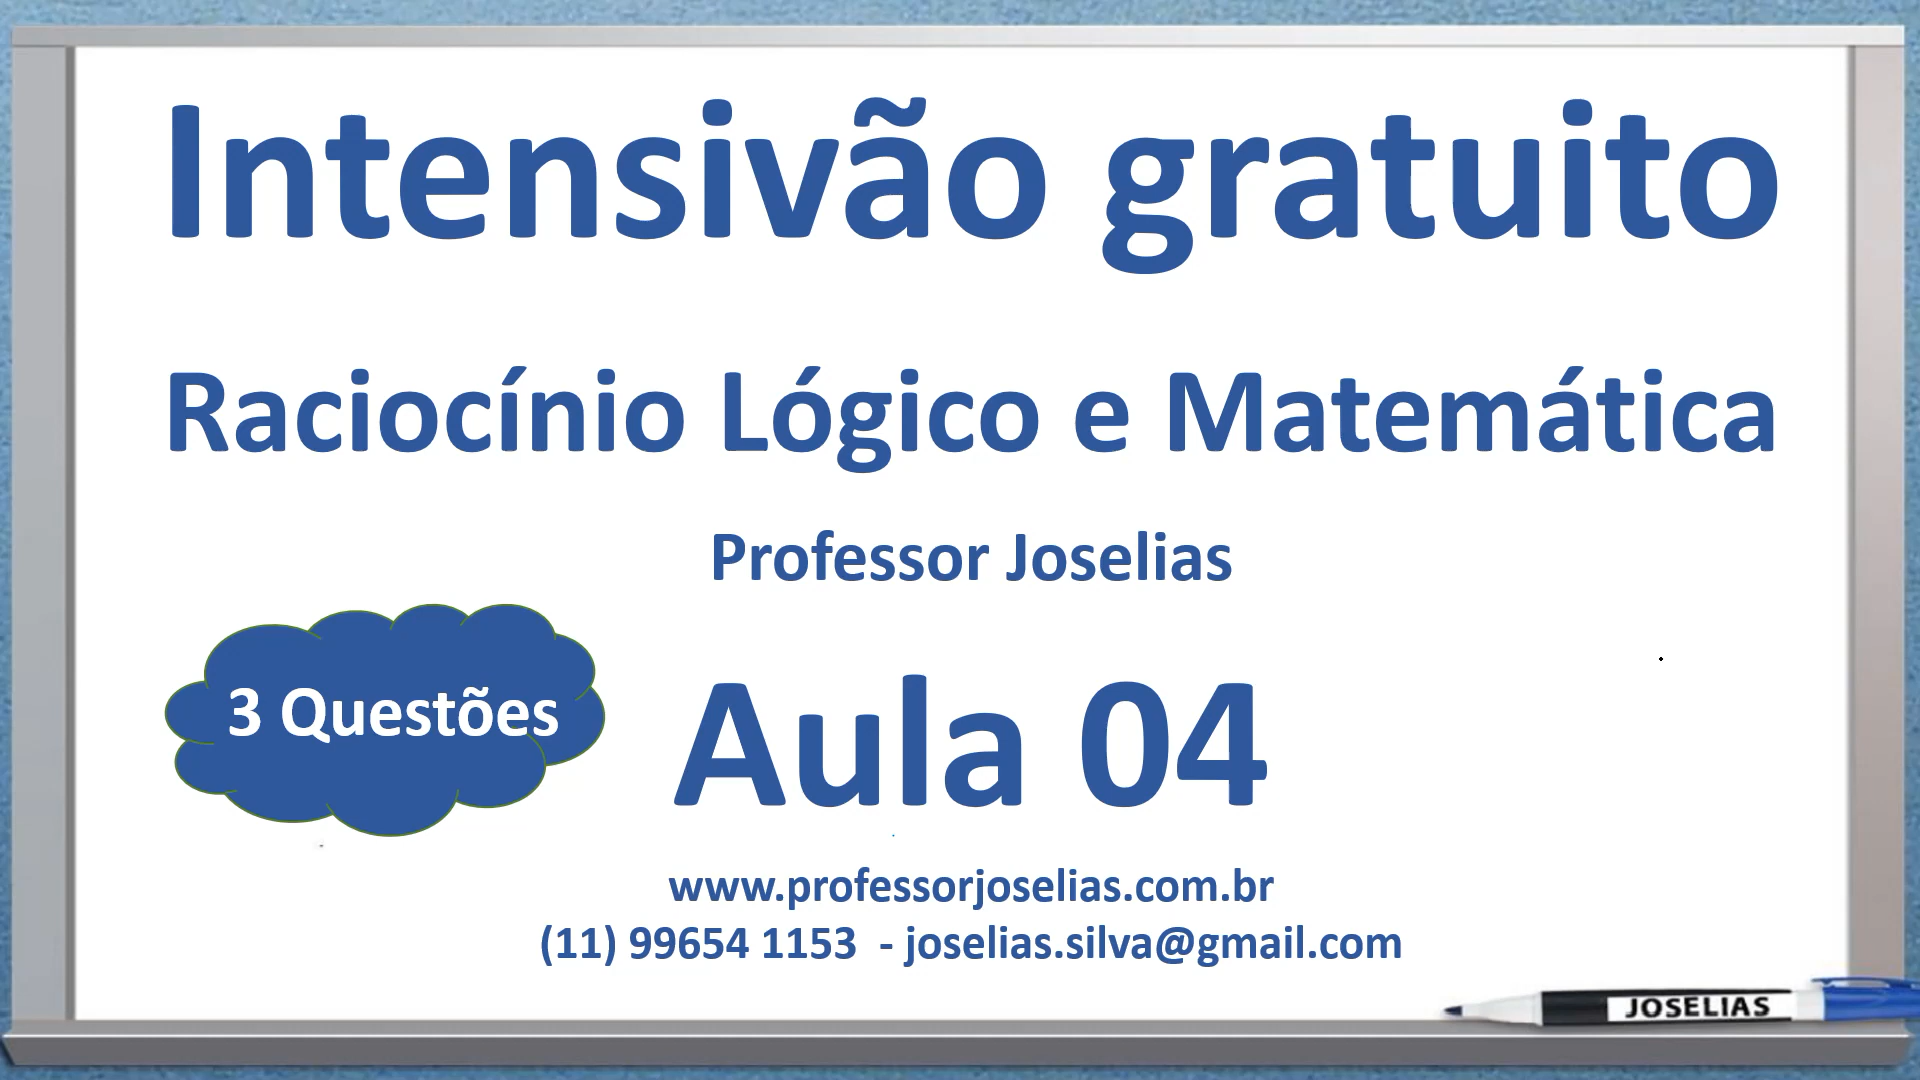 Intensivão gratuito
Raciocínio Lógico e Matemática
Professor Joselias
3 Questões
Aula 04
www.professorjoselias.com.br
(11) 99654 1153 - joselias.silva@gmail.com
JOSELIAS